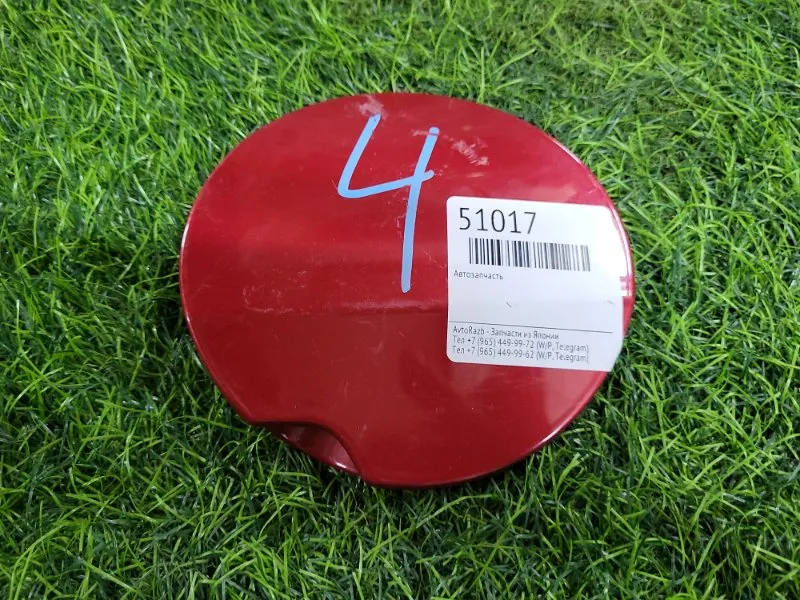 4
51017
Автозапчасть
AvtoRazb - Запчасти из Японии
Тел +7 (965) 449-99-72 (W/P, Telegram)
Тел +7 (965) 449-99-62 (W/P, Telegram)